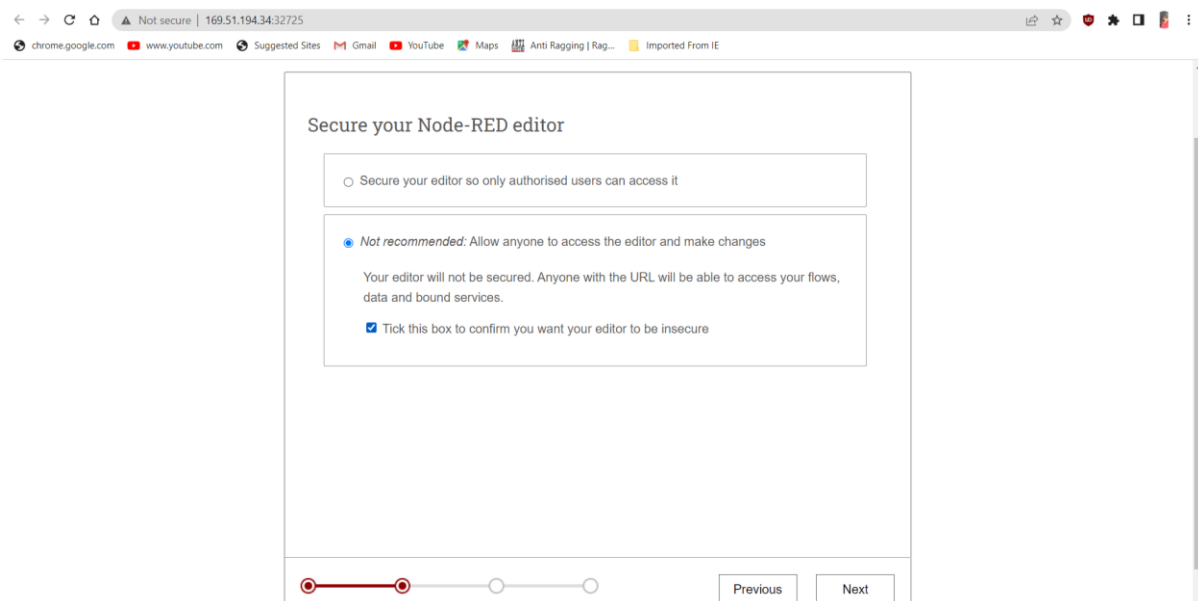 Not secure | 169.51.194.34:32725
chrome.google.com www.youtube.com Suggested Sites Gmail YouTube Maps Anti Ragging | Rag... Imported From IE
Secure your Node-RED editor
Secure your editor so only authorised users can access it
Not recommended: Allow anyone to access the editor and make changes
Your editor will not be secured. Anyone with the URL will be able to access your flows,
data and bound services.
Tick this box to confirm you want your editor to be insecure
Previous Next